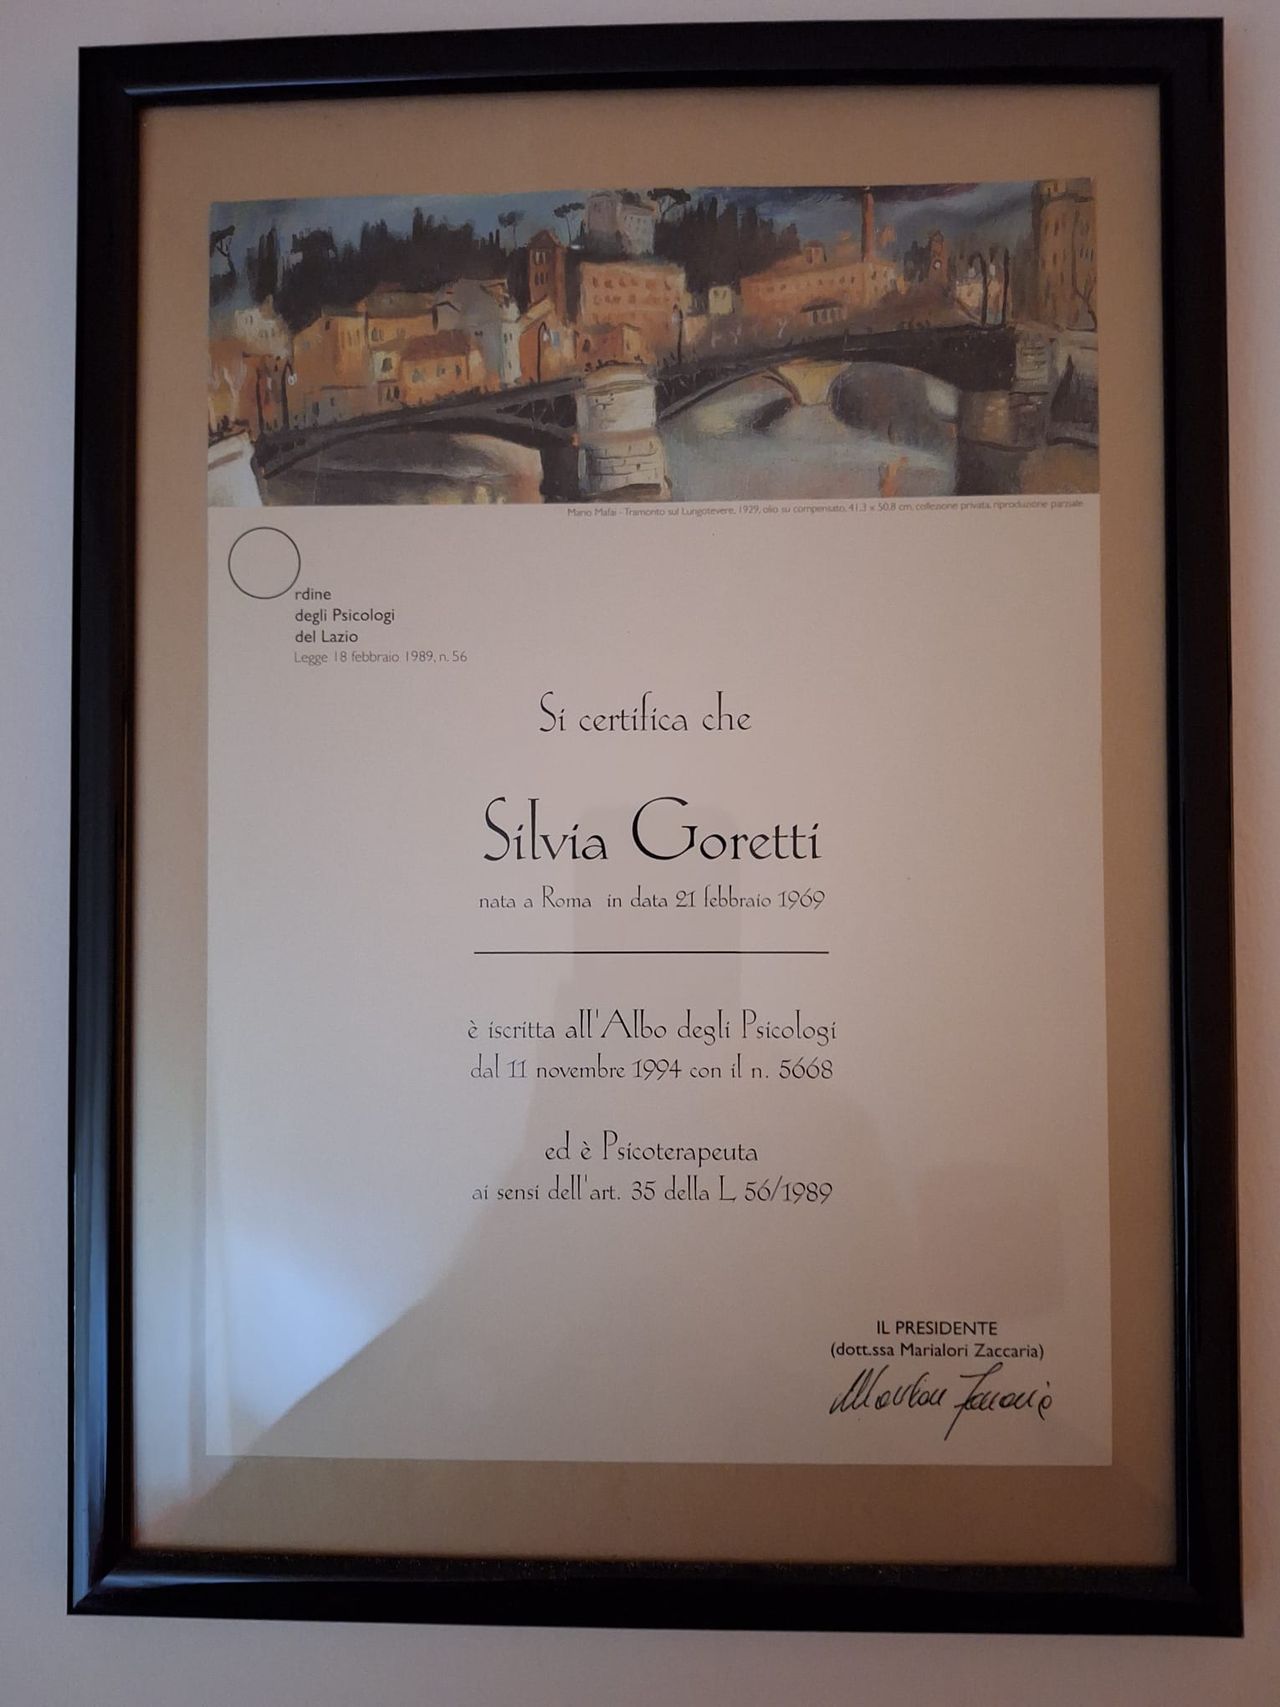 Mario Mafai - Tramonto sul Lungotevere, 1929, olio su compensato, 41,3 x 50,8 cm, collezione privata, riproduzione parziale
Ordine
degli Psicologi
del Lazio
Legge 18 febbraio 1989, n. 56
Si certifica che
Silvia Goretti
nata a Roma in data 21 febbraio 1969
è iscritta all'Albo degli Psicologi
dal 11 novembre 1994 con il n. 5668
ed è Psicoterapeuta
ai sensi dell'art. 35 della L 56/1989
IL PRESIDENTE
(dott.ssa Marialori Zaccaria)